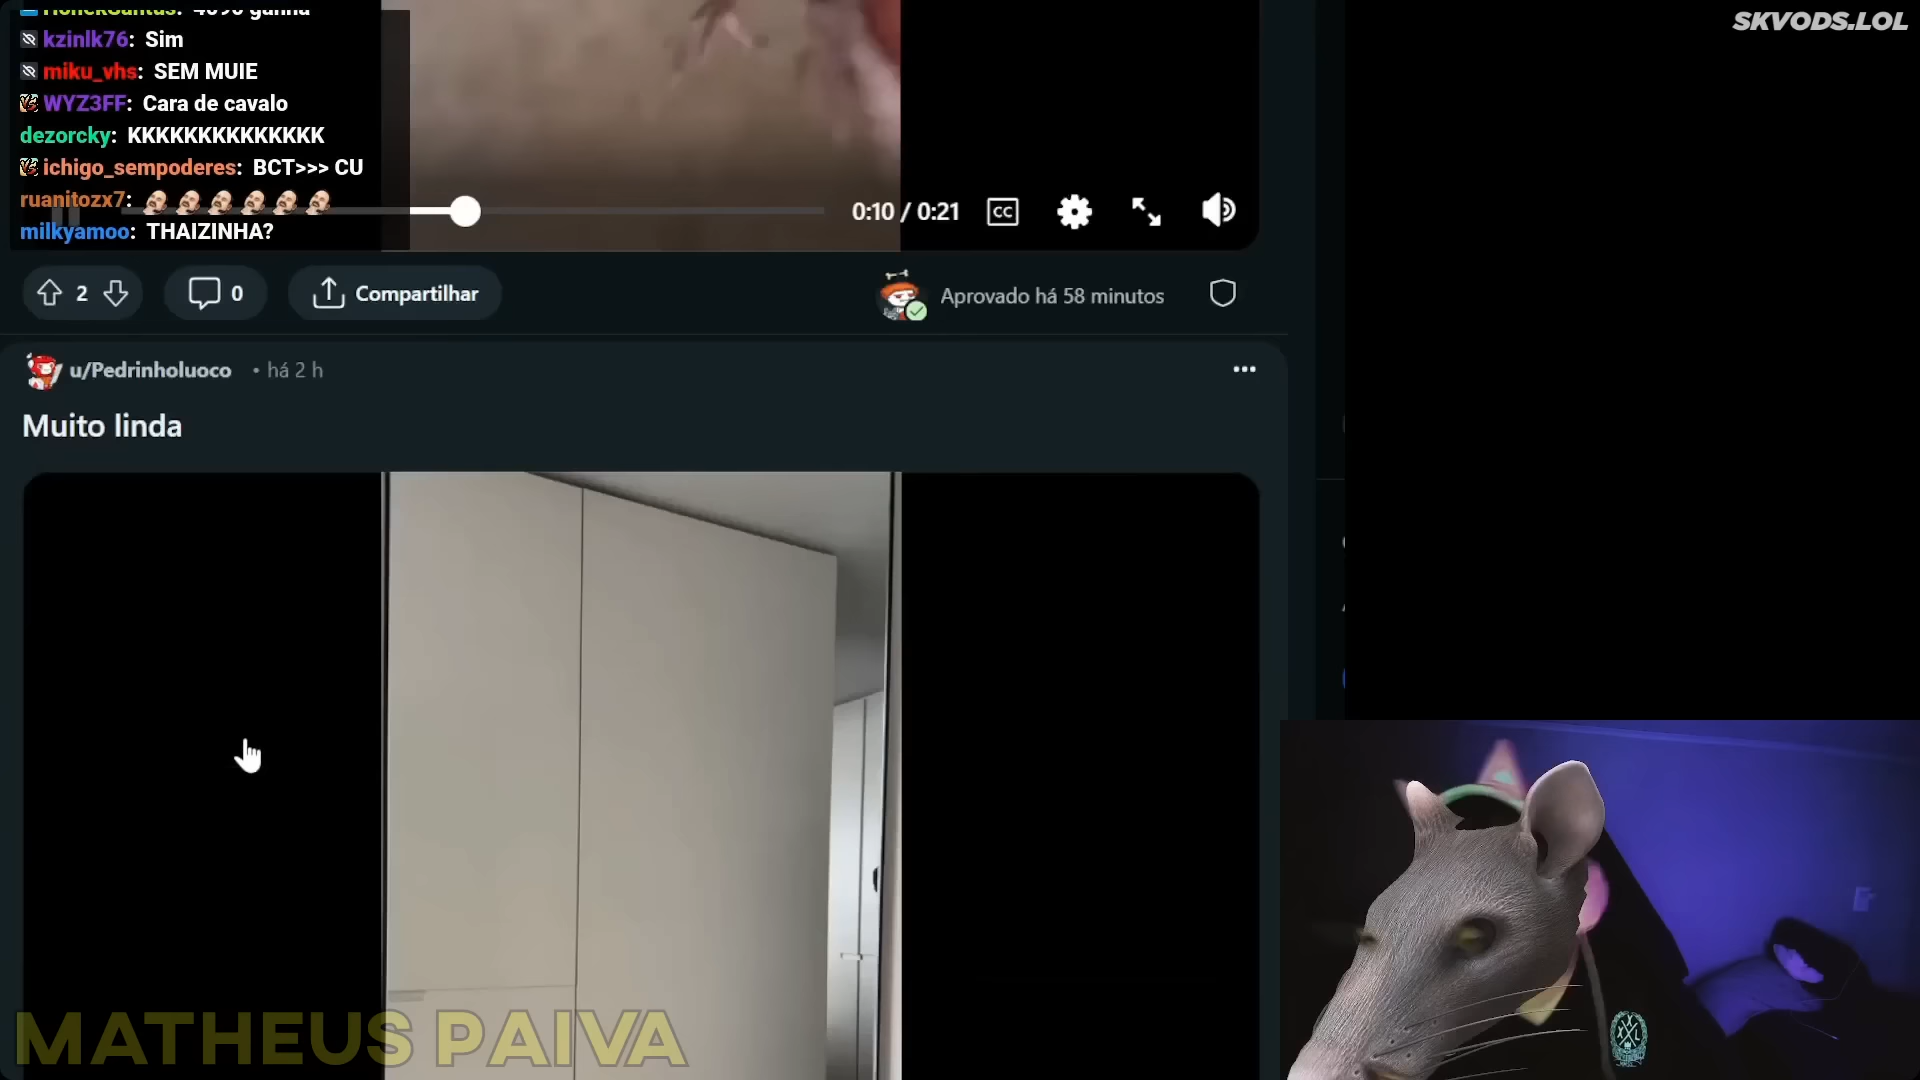 SKVODS.LOL
kzinlk76: Sim
miku_vhs: SEM MUIE
WYZ3FF: Cara de cavalo
dezorcky: KKKKKKKKKKKKKK
ichigo_sempoderes: BCT>>> CU
ruanitozx7:
milkyamoo: THAIZINHA?
0:10 / 0:21
CC
2
0
Compartilhar
Aprovado há 58 minutos
u/Pedrinholuoco • há 2 h
Muito linda
MATHEUS PAIVA